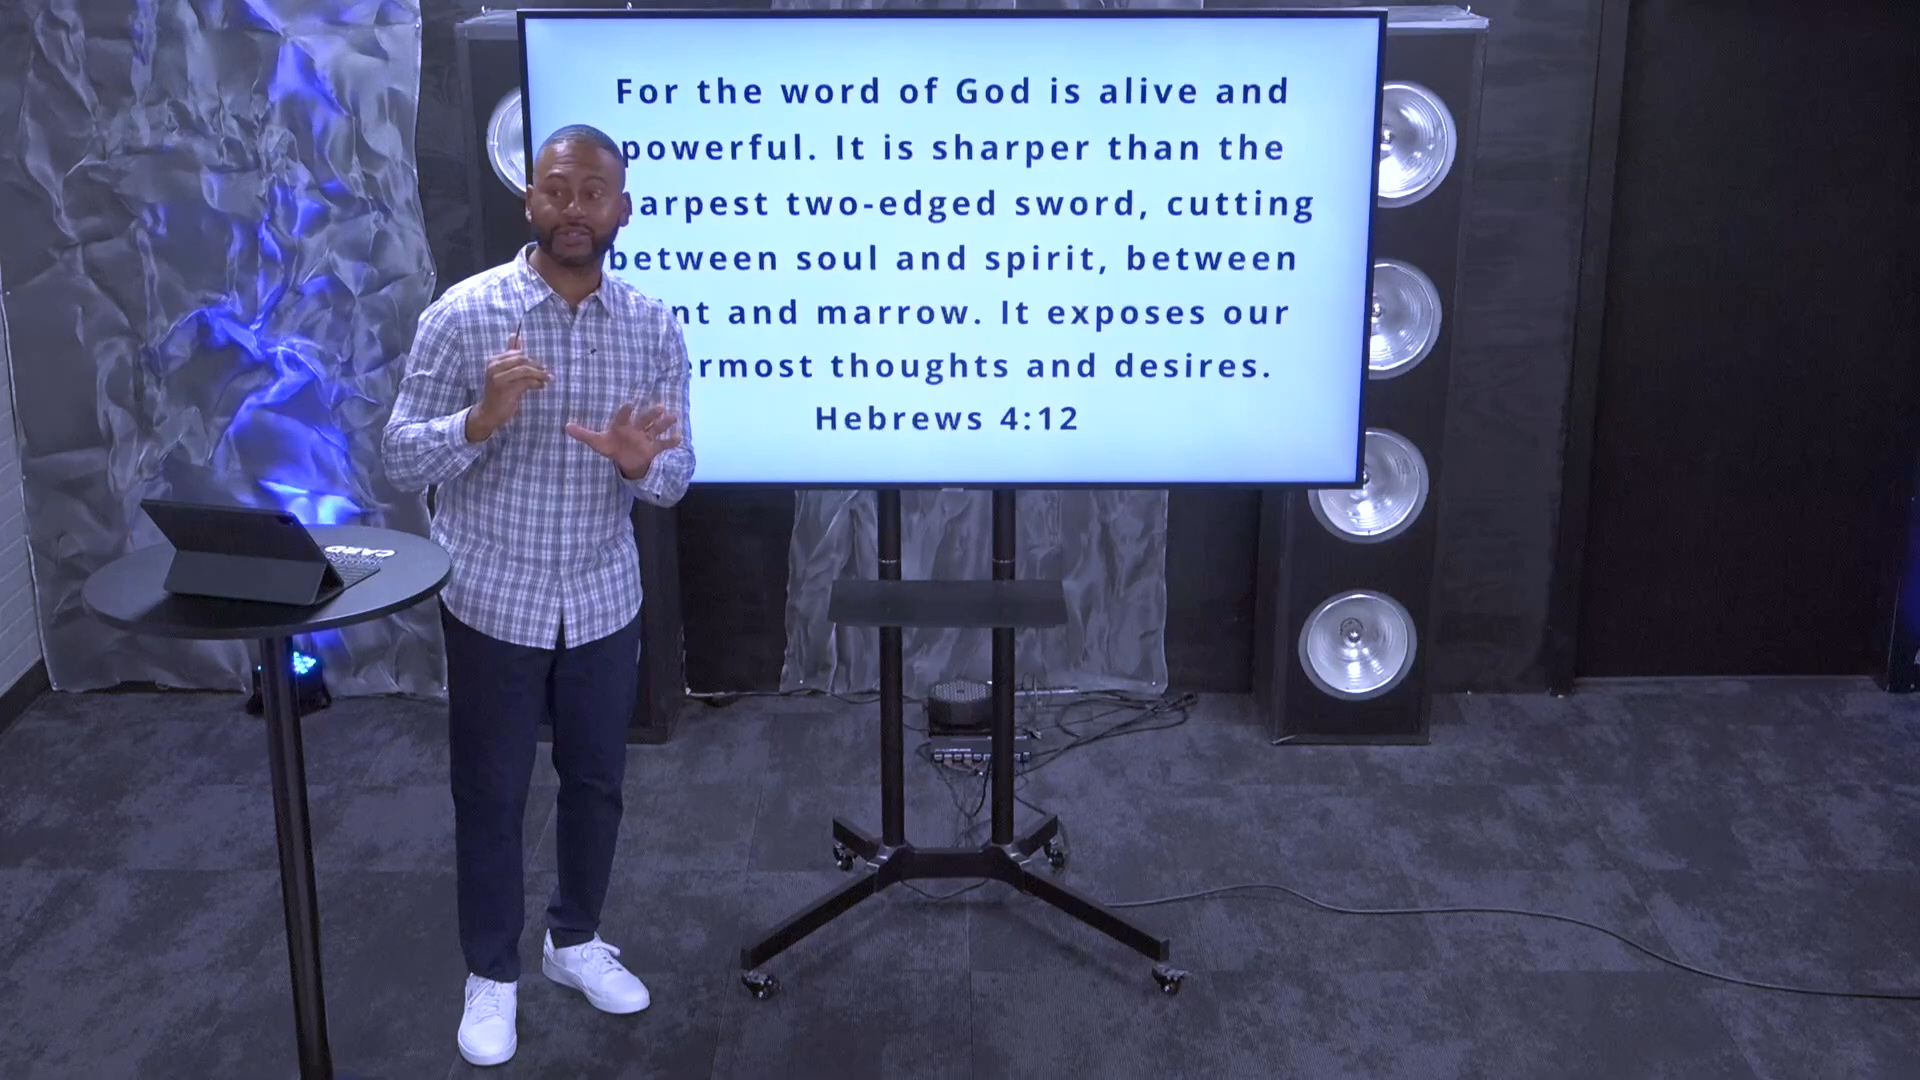 For the word of God is alive and
powerful. It is sharper than the
two-edged sword, cutting
between soul and spirit, between
and marrow. It exposes our
thoughts and desires.
Hebrews 4:12